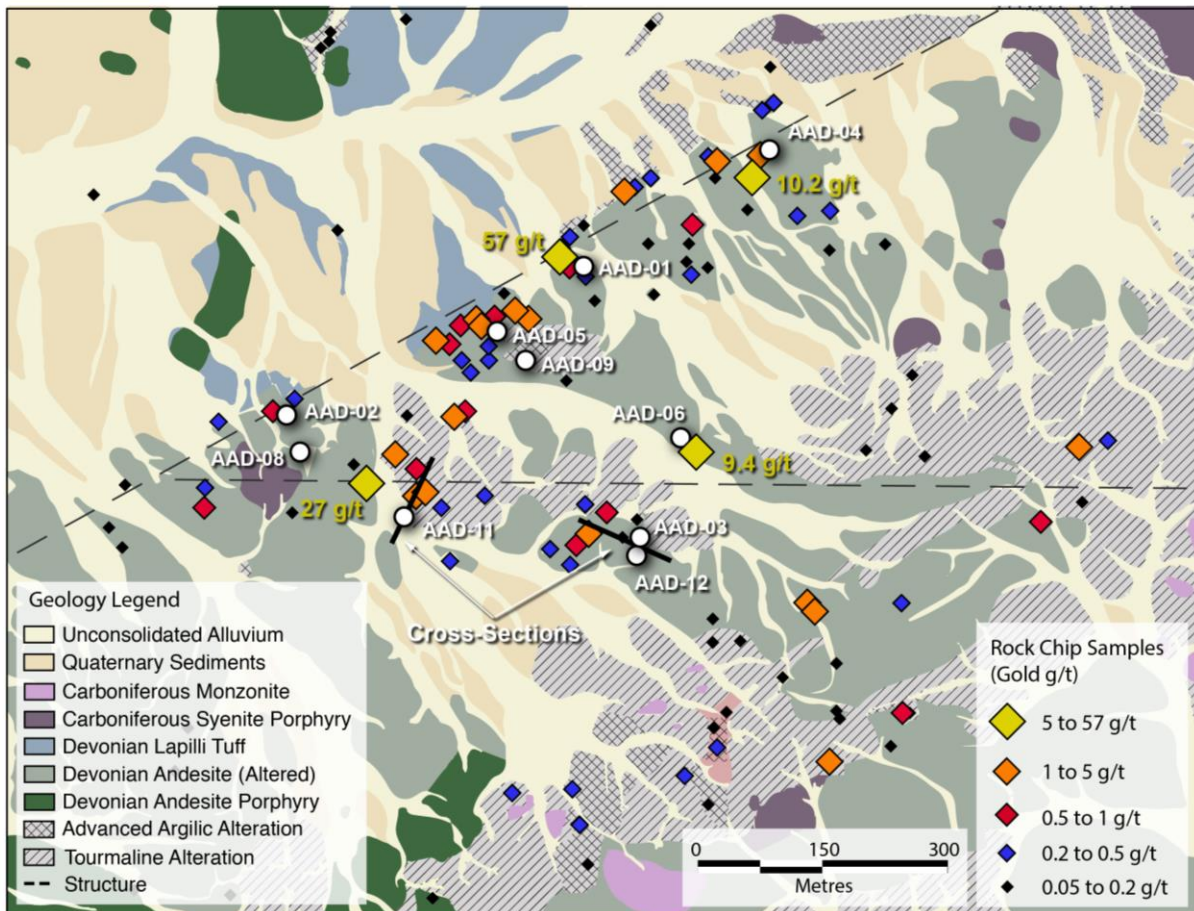 AAD-04
10.2 g/t
57 g/t
AAD-01
AAD-05
AAD-09
AAD-02
AAD-06
AAD-08
9.4 g/t
27 g/t
AAD-11
AAD-03
AAD-12
Cross-Sections
Geology Legend
Unconsolidated Alluvium
Quaternary Sediments
Carboniferous Monzonite
Carboniferous Syenite Porphyry
Devonian Lapilli Tuff
Devonian Andesite (Altered)
Devonian Andesite Porphyry
Advanced Argilic Alteration
Tourmaline Alteration
Structure
Rock Chip Samples
(Gold g/t)
5 to 57 g/t
1 to 5 g/t
0.5 to 1 g/t
0.2 to 0.5 g/t
0.05 to 0.2 g/t
0 150 300
Metres